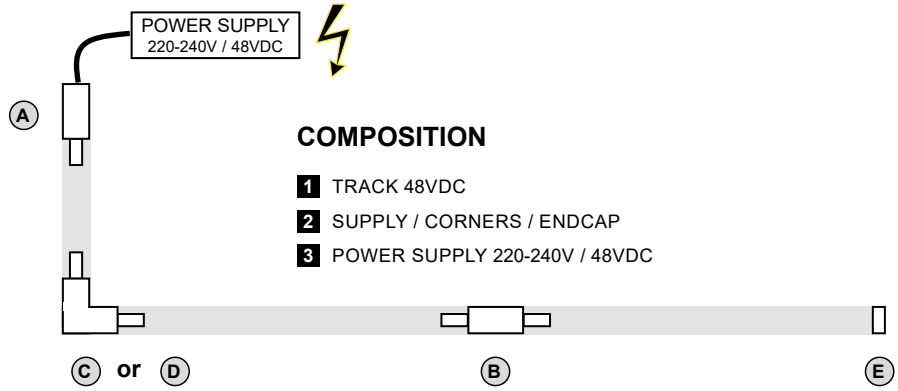 POWER SUPPLY
220-240V / 48VDC
A
COMPOSITION
1 TRACK 48VDC
2 SUPPLY / CORNERS / ENDCAP
3 POWER SUPPLY 220-240V / 48VDC
C or D
B
E